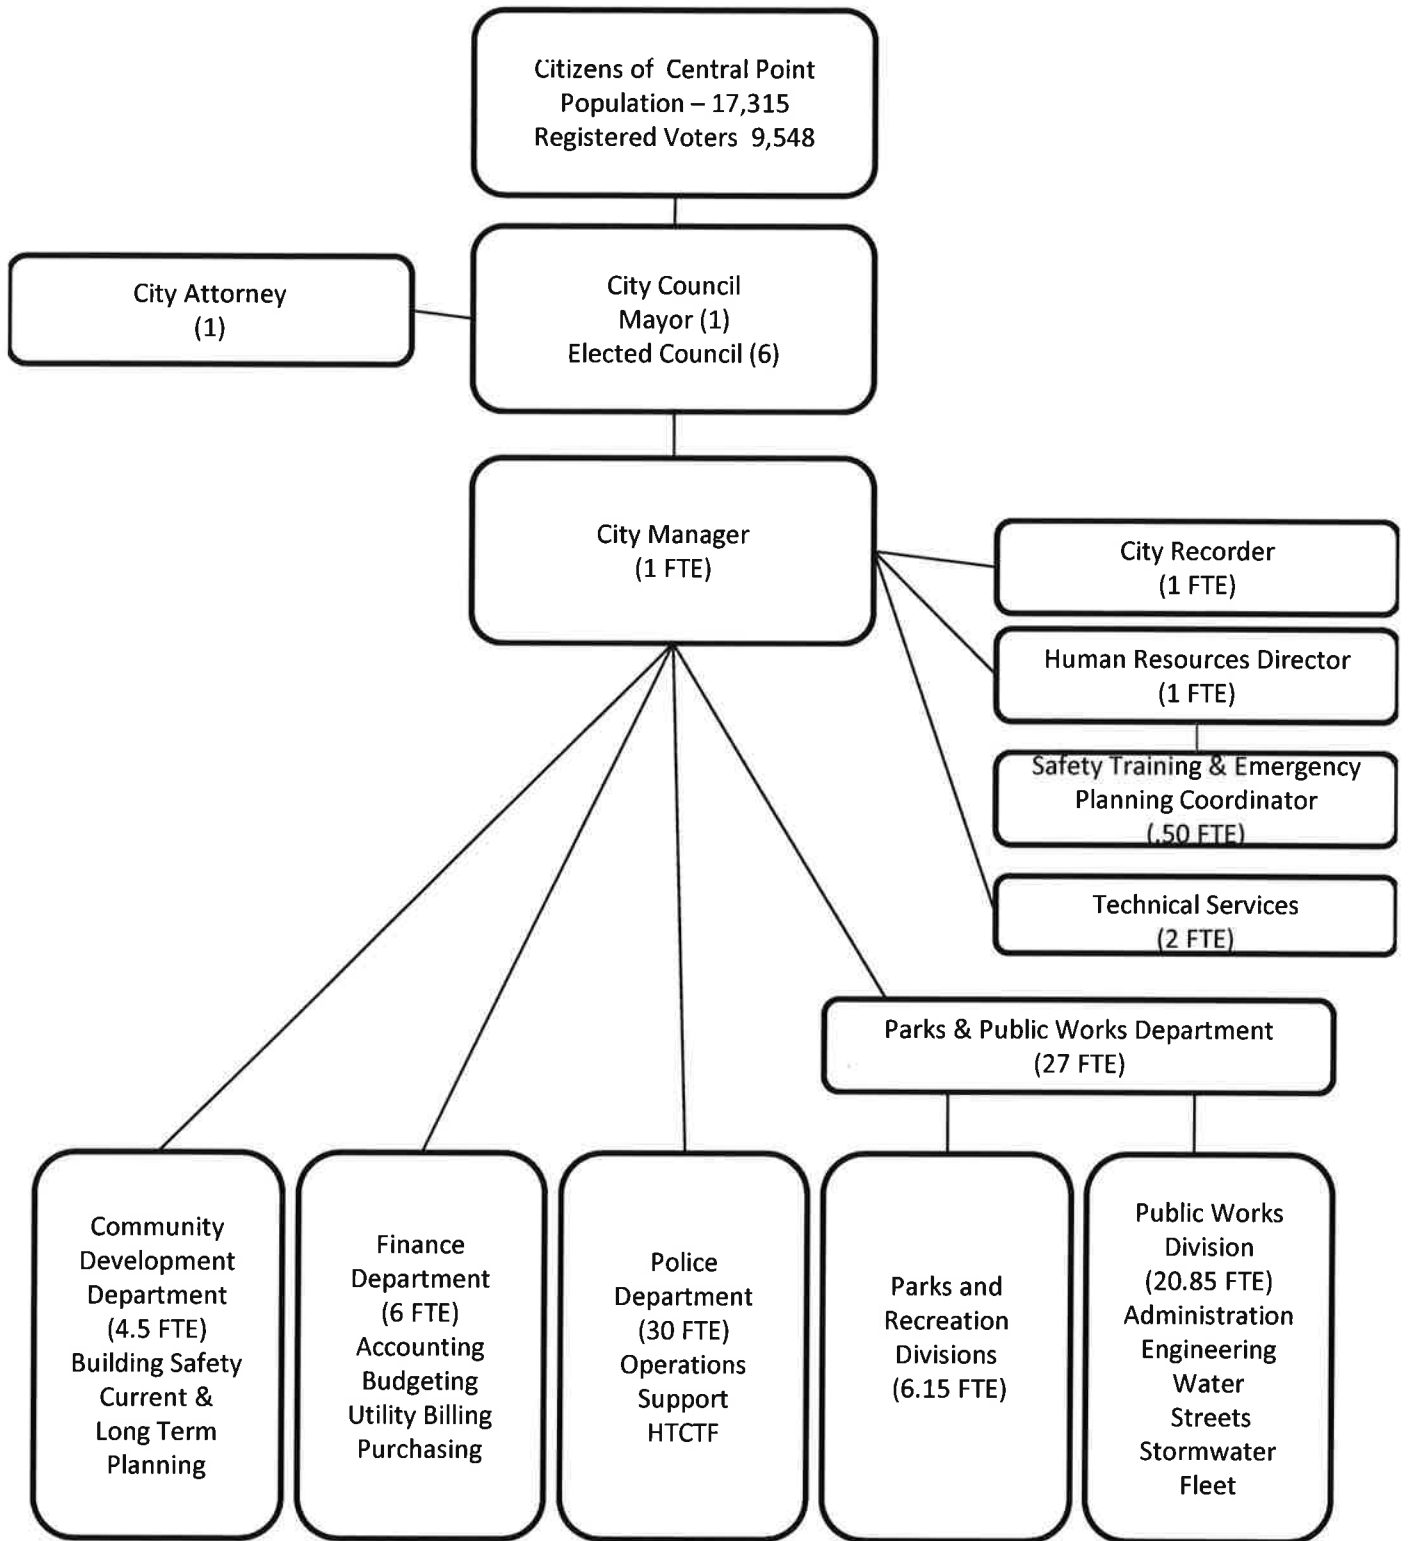 Citizens of Central Point
Population – 17,315
Registered Voters 9,548
City Attorney
(1)
City Council
Mayor (1)
Elected Council (6)
City Manager
(1 FTE)
City Recorder
(1 FTE)
Human Resources Director
(1 FTE)
Safety Training & Emergency
Planning Coordinator
(.50 FTE)
Technical Services
(2 FTE)
Parks & Public Works Department
(27 FTE)
Community
Development
Department
(4.5 FTE)
Building Safety
Current &
Long Term
Planning
Finance
Department
(6 FTE)
Accounting
Budgeting
Utility Billing
Purchasing
Police
Department
(30 FTE)
Operations
Support
HTCTF
Parks and
Recreation
Divisions
(6.15 FTE)
Public Works
Division
(20.85 FTE)
Administration
Engineering
Water
Streets
Stormwater
Fleet